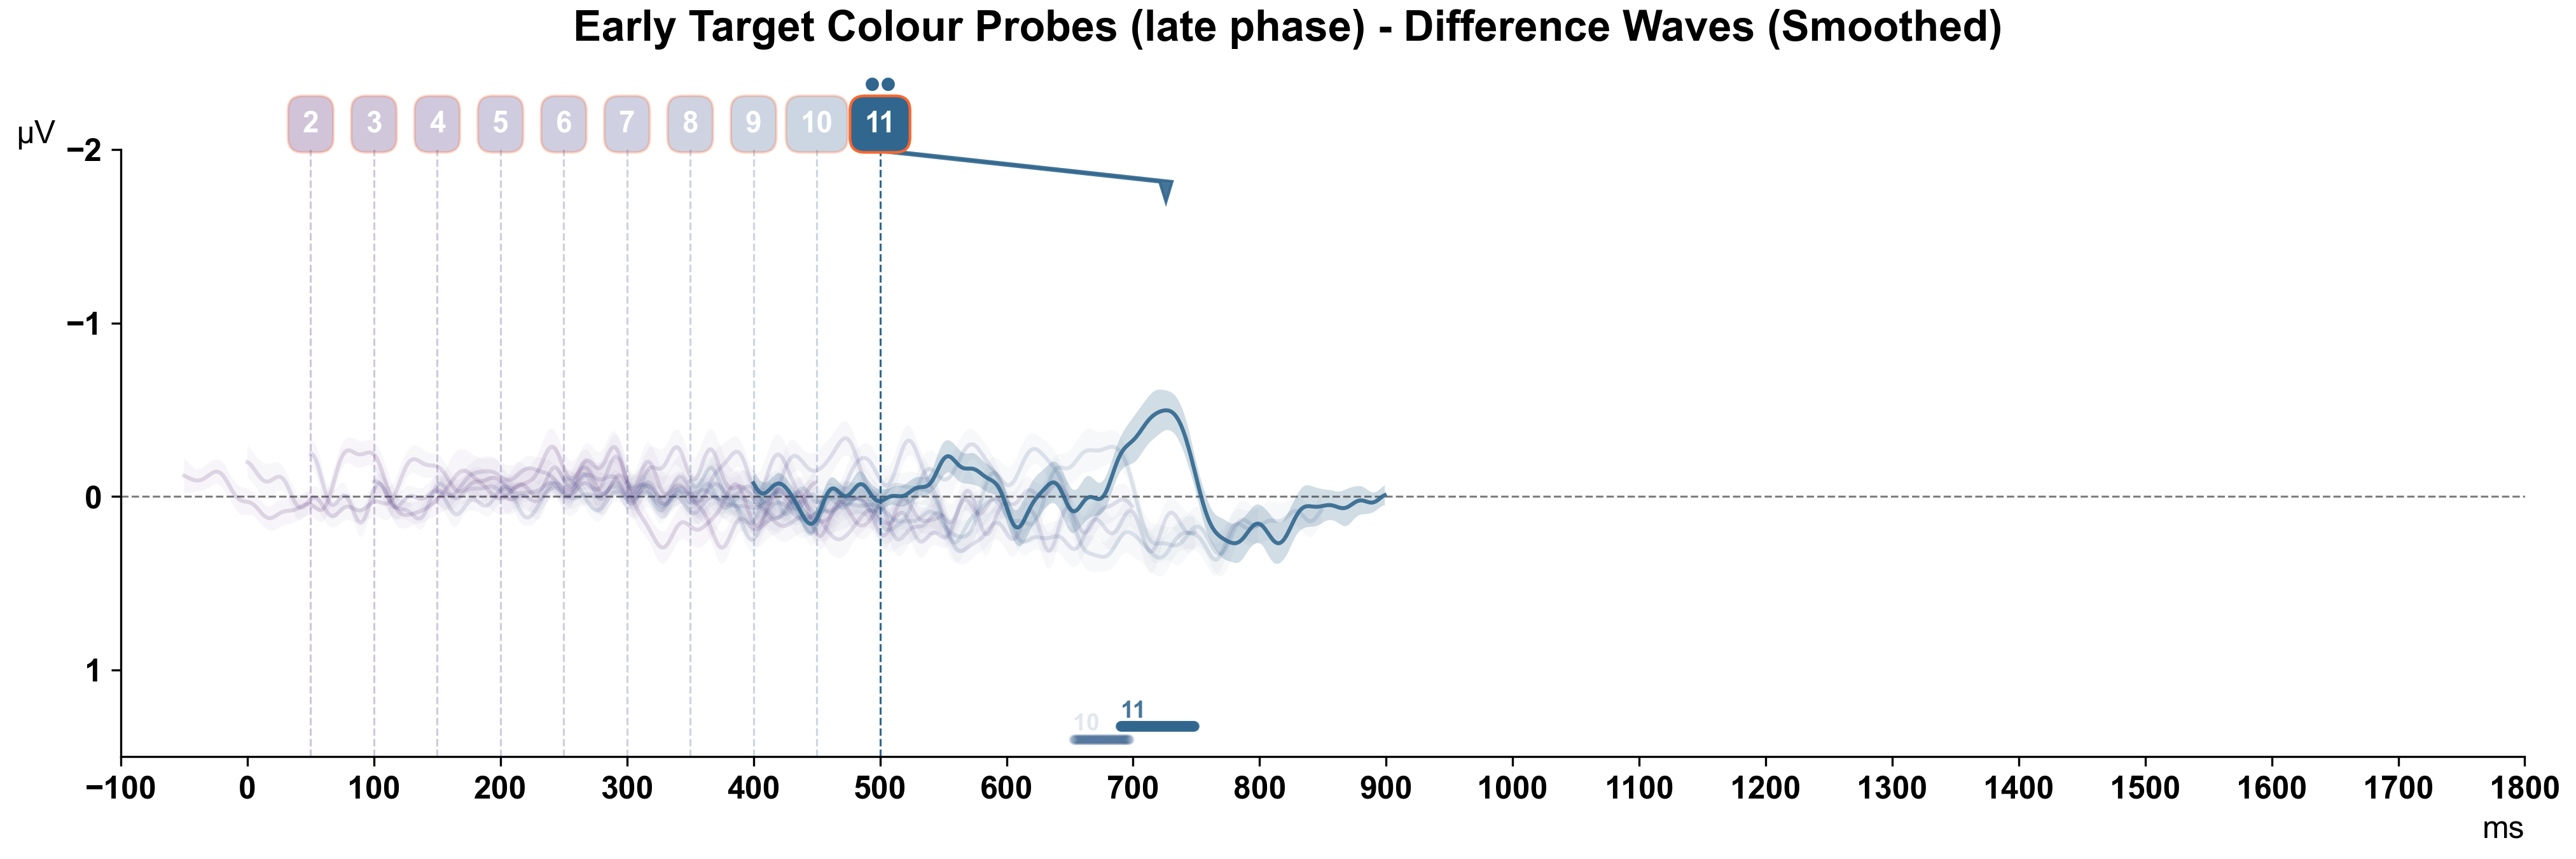 Early Target Colour Probes (late phase) - Difference Waves (Smoothed)
2 3 4 5 6 7 8 9 10 11
µV
−2
−1
0
1
11
10
−100 0 100 200 300 400 500 600 700 800 900 1000 1100 1200 1300 1400 1500 1600 1700 1800
ms